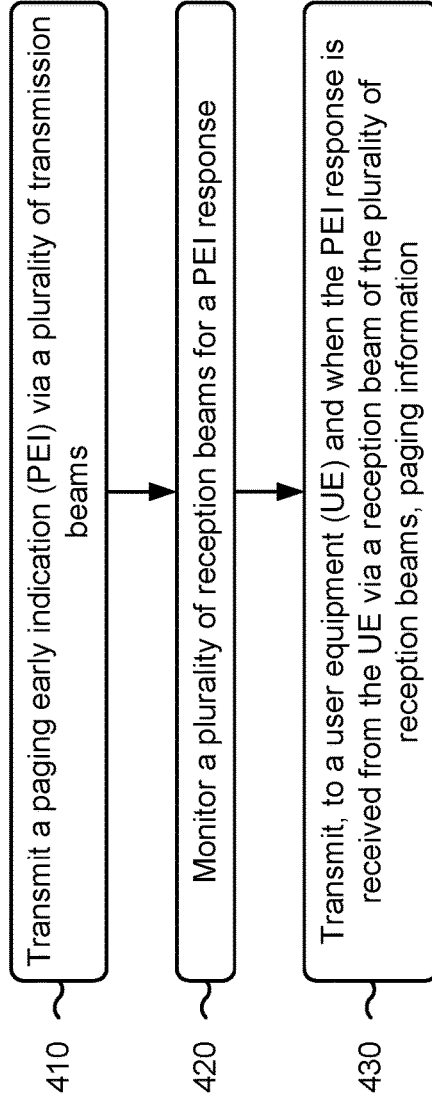 410
Transmit a paging early indication (PEI) via a plurality of transmission
beams
420
Monitor a plurality of reception beams for a PEI response
430
Transmit, to a user equipment (UE) and when the PEI response is
received from the UE via a reception beam of the plurality of
reception beams, paging information